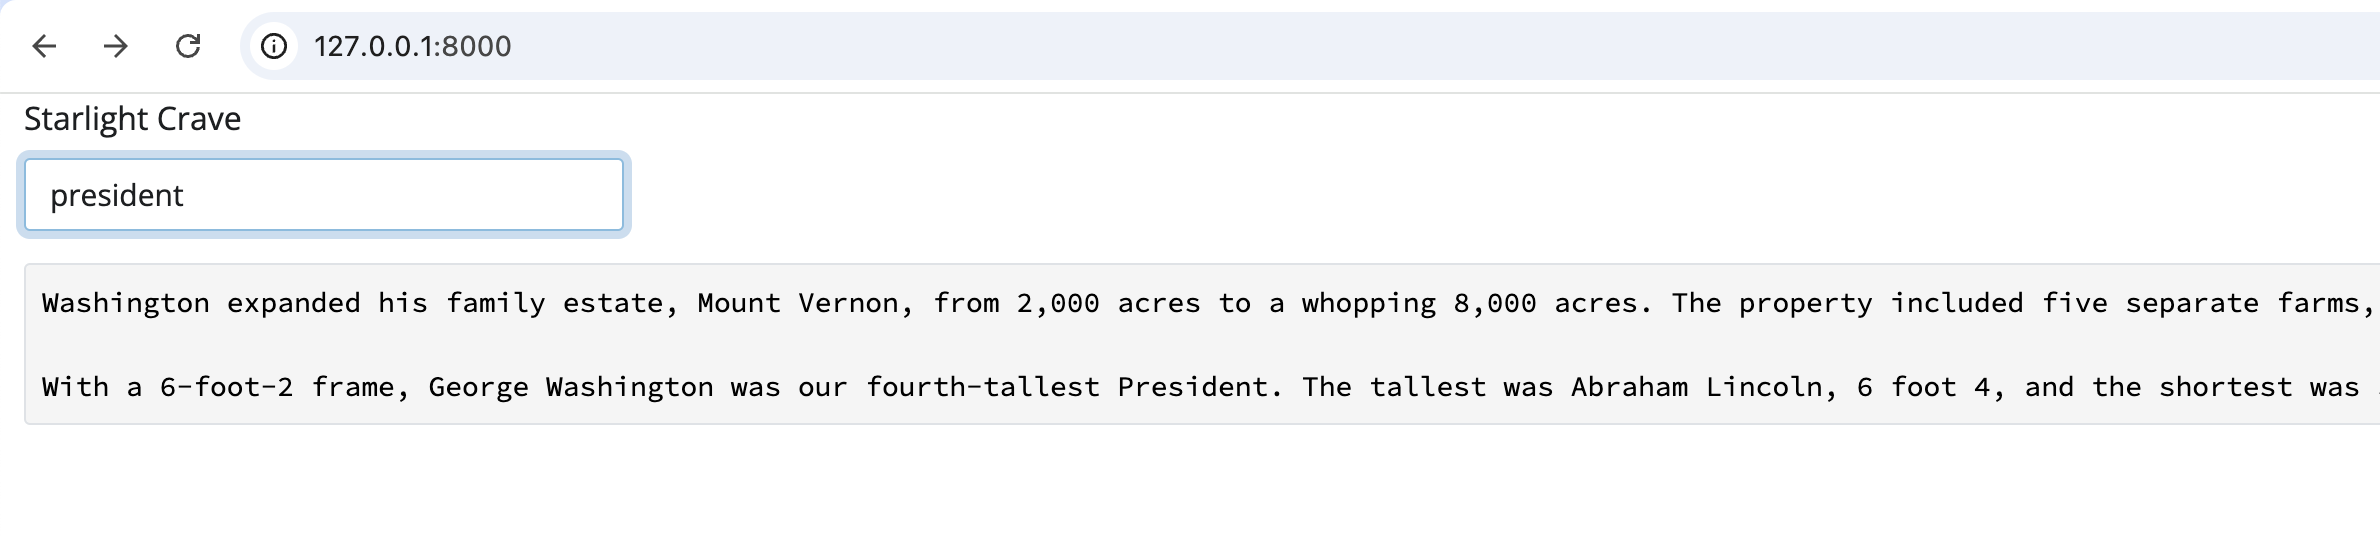 127.0.0.1:8000
Starlight Crave
president
Washington expanded his family estate, Mount Vernon, from 2,000 acres to a whopping 8,000 acres. The property included five separate farms,
With a 6-foot-2 frame, George Washington was our fourth-tallest President. The tallest was Abraham Lincoln, 6 foot 4, and the shortest was